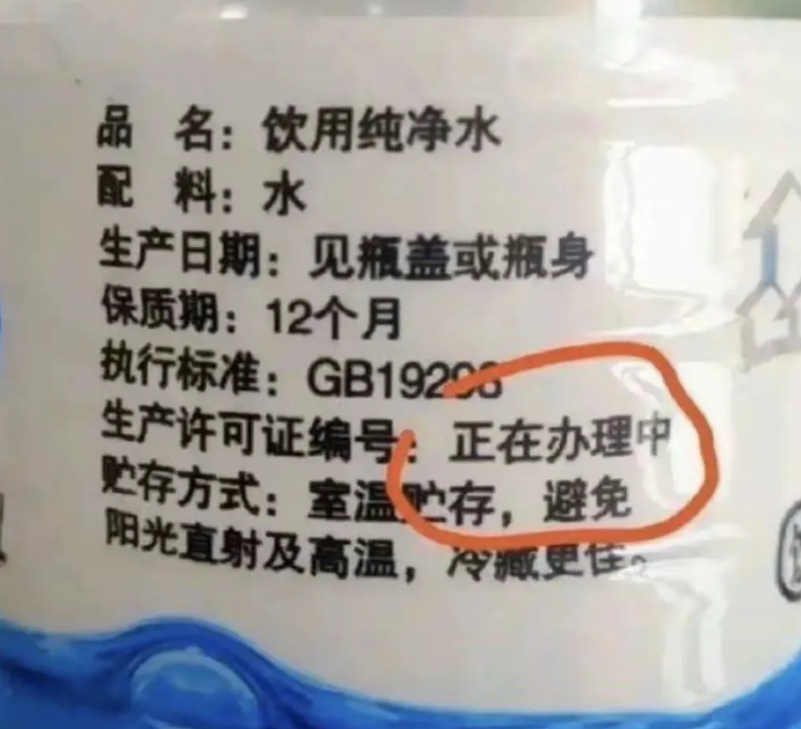 品 名：饮用纯净水
配 料：水
生产日期：见瓶盖或瓶身
保质期：12个月
执行标准：GB19298
生产许可证编号：正在办理中
贮存方式：室温贮存，避免
阳光直射及高温，冷藏更佳。